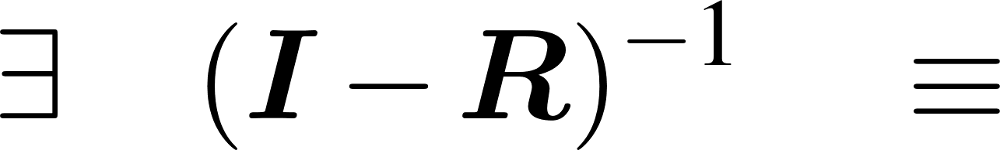 ∃ (I − R)⁻¹ ≡